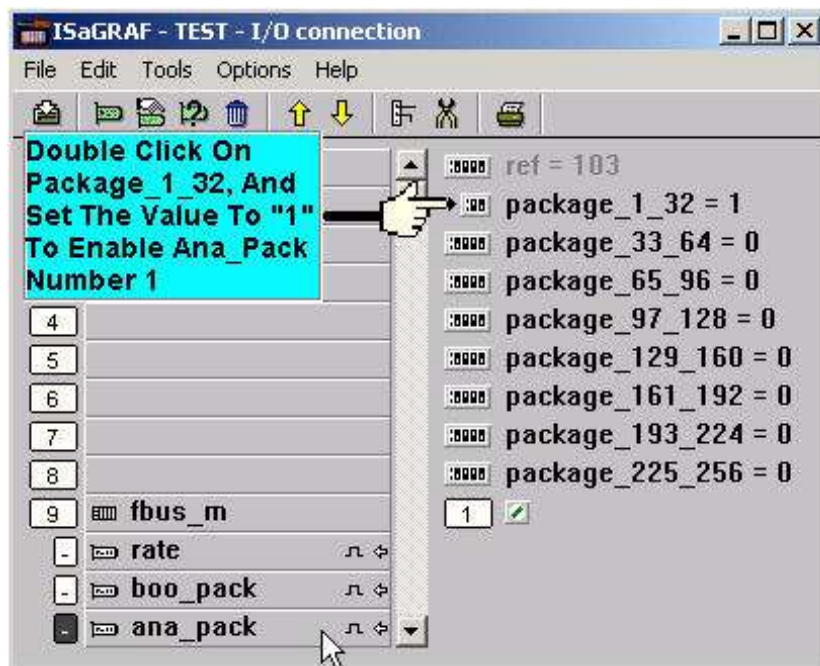 ISaGRAF - TEST - I/O connection
File Edit Tools Options Help
Double Click On
Package_1_32, And
Set The Value To "1"
To Enable Ana_Pack
Number 1
4
5
6
7
8
9 fbus_m
- rate
- boo_pack
- ana_pack
ref = 103
package_1_32 = 1
package_33_64 = 0
package_65_96 = 0
package_97_128 = 0
package_129_160 = 0
package_161_192 = 0
package_193_224 = 0
package_225_256 = 0
1